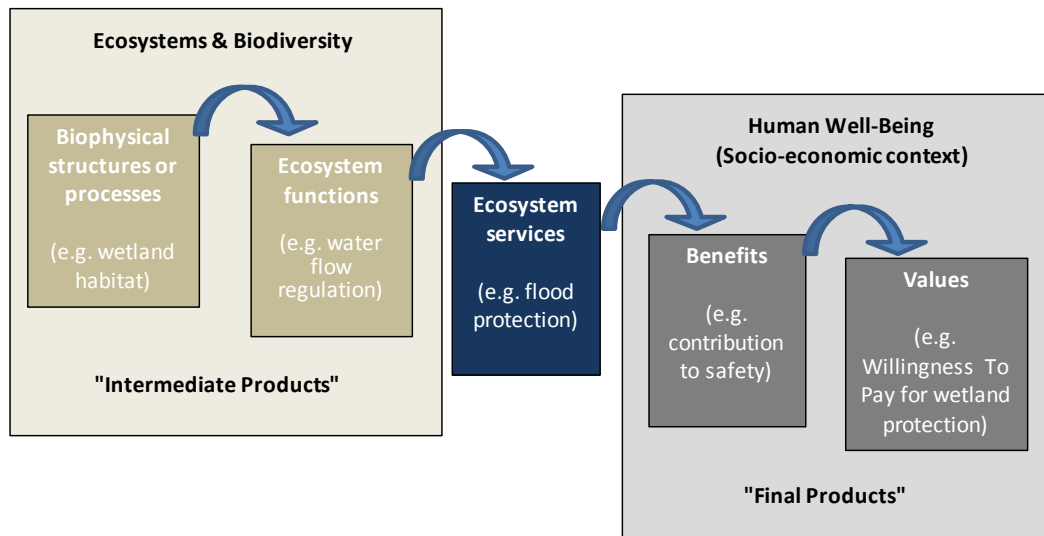 Ecosystems & Biodiversity
Biophysical
structures or
processes
(e.g. wetland
habitat)
Ecosystem
functions
(e.g. water
flow
regulation)
"Intermediate Products"
Ecosystem
services
(e.g. flood
protection)
Human Well-Being
(Socio-economic context)
Benefits
(e.g.
contribution
to safety)
Values
(e.g.
Willingness To
Pay for wetland
protection)
"Final Products"